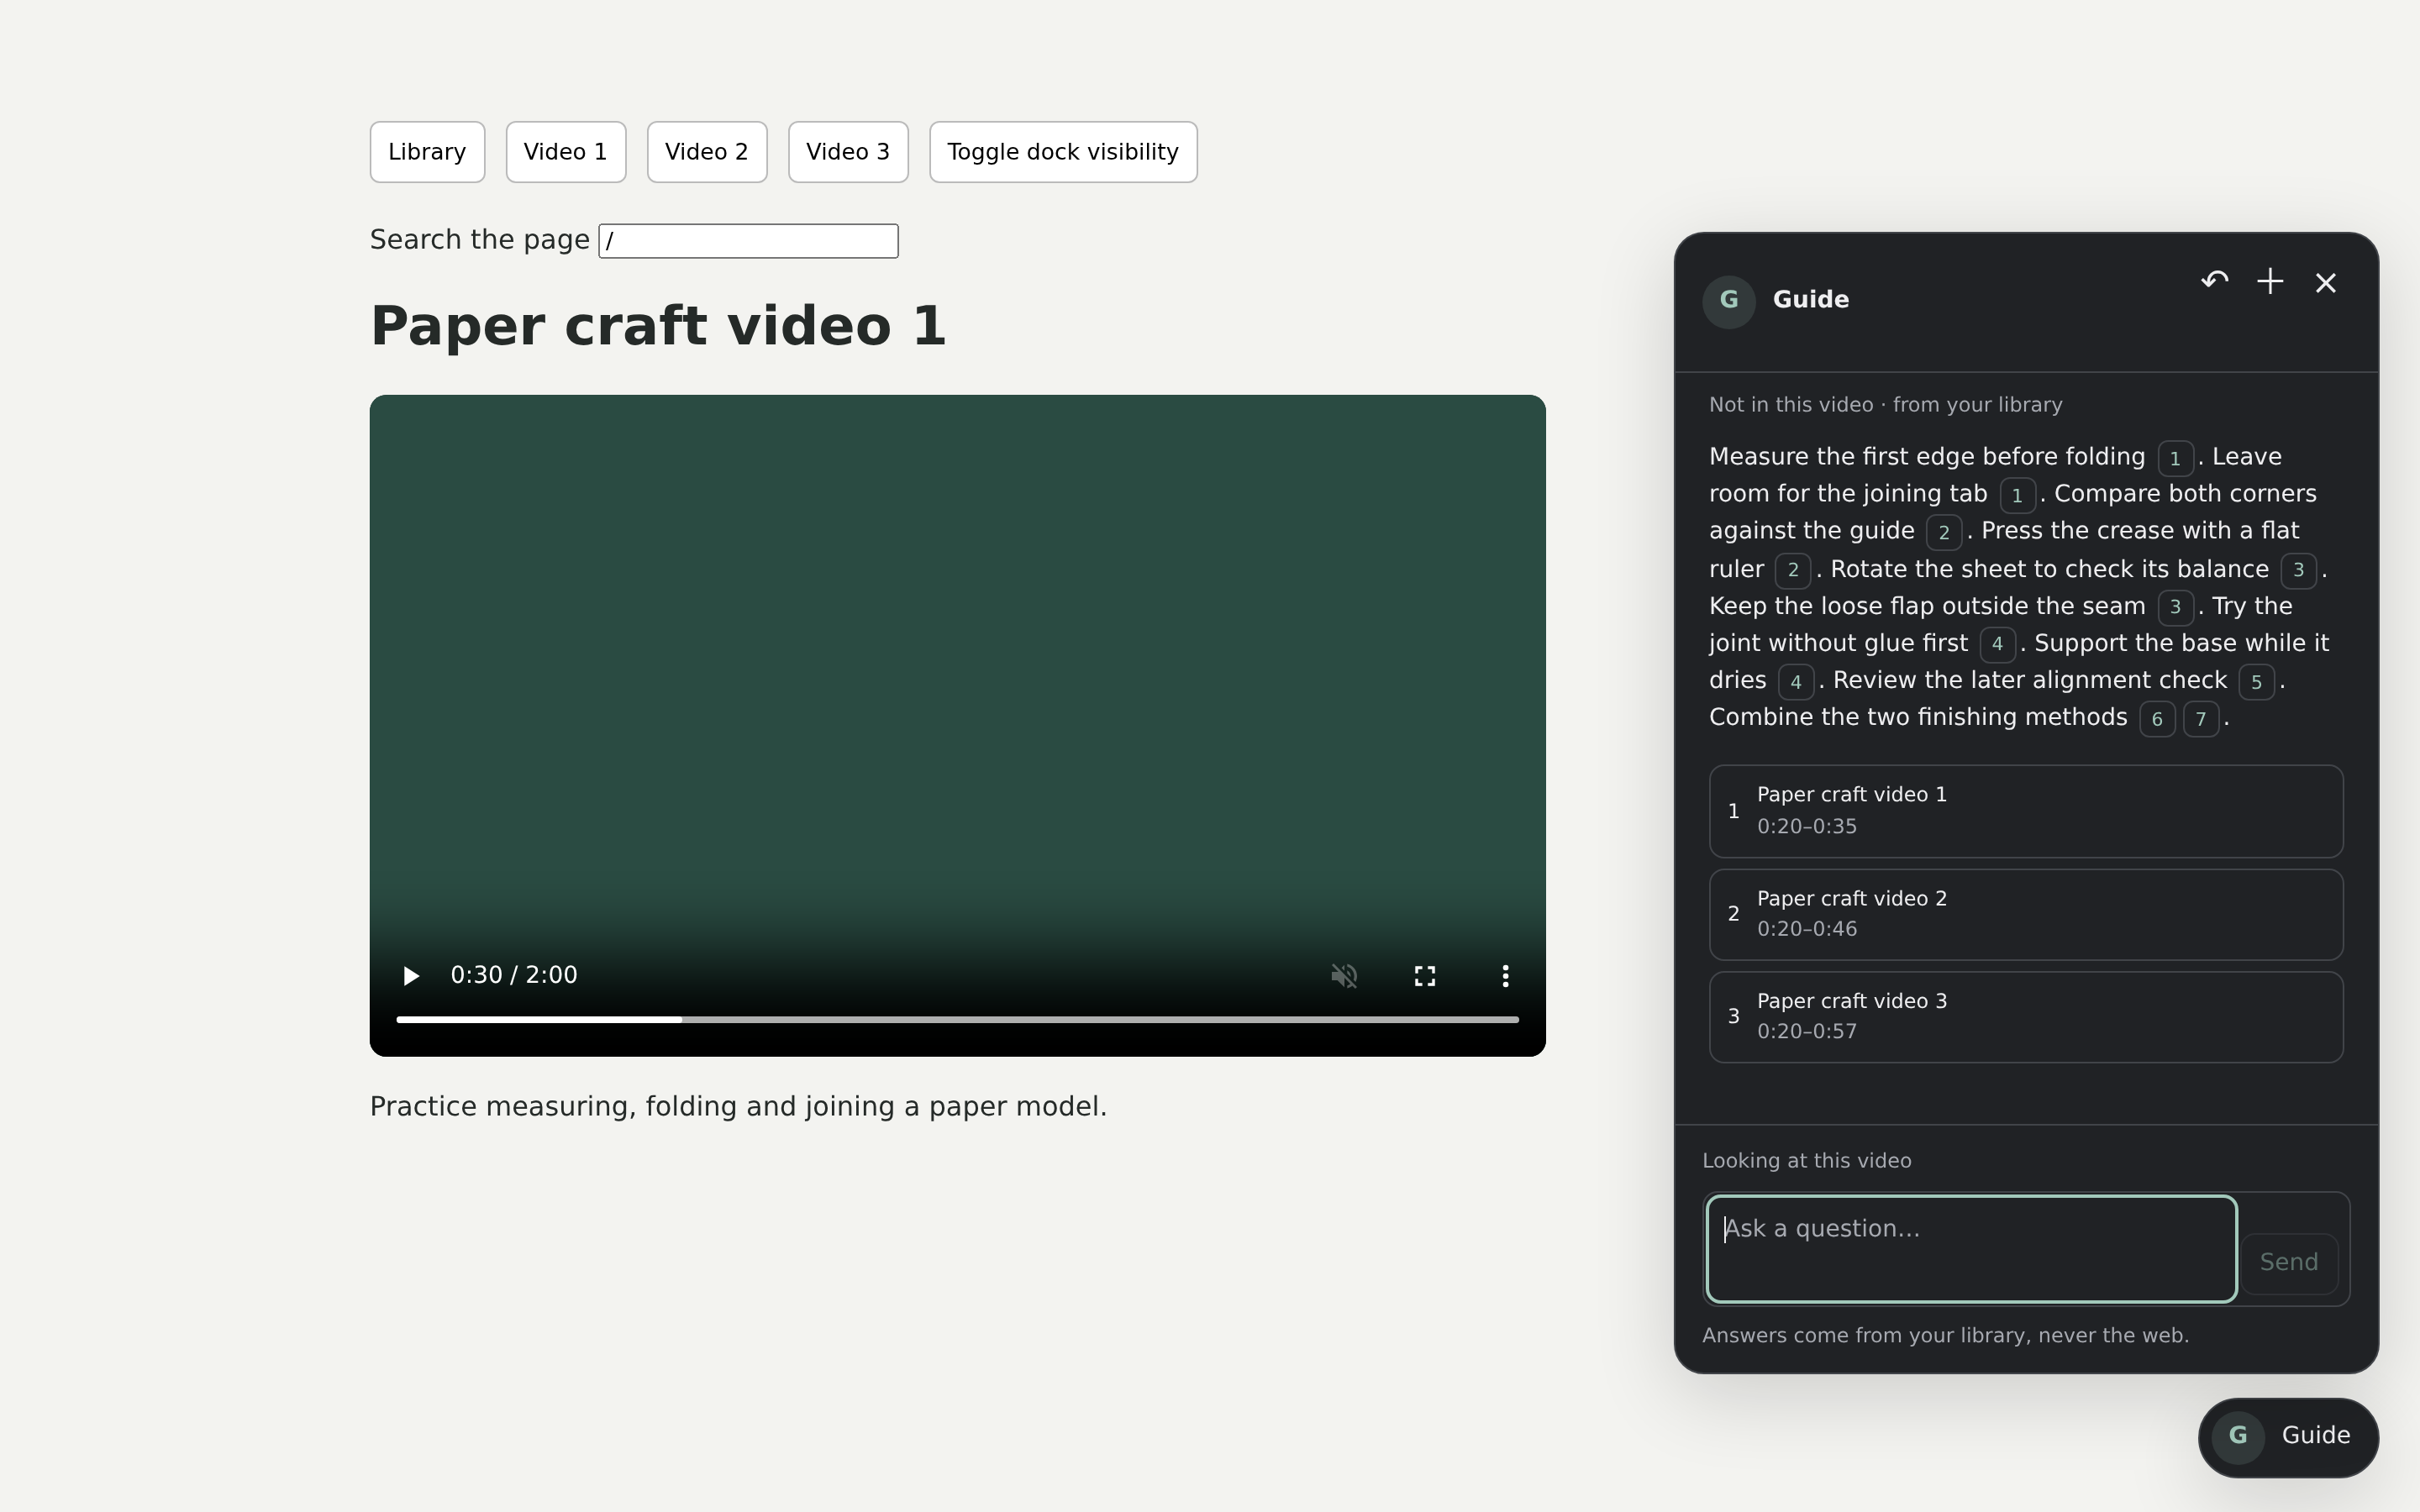 Library Video 1 Video 2 Video 3 Toggle dock visibility
Search the page /
Paper craft video 1
0:30 / 2:00
Practice measuring, folding and joining a paper model.
G Guide
Not in this video · from your library
Measure the first edge before folding 1. Leave
room for the joining tab 1. Compare both corners
against the guide 2. Press the crease with a flat
ruler 2. Rotate the sheet to check its balance 3.
Keep the loose flap outside the seam 3. Try the
joint without glue first 4. Support the base while it
dries 4. Review the later alignment check 5.
Combine the two finishing methods 6 7.
1 Paper craft video 1
0:20–0:35
2 Paper craft video 2
0:20–0:46
3 Paper craft video 3
0:20–0:57
Looking at this video
Ask a question...
Send
Answers come from your library, never the web.
G Guide